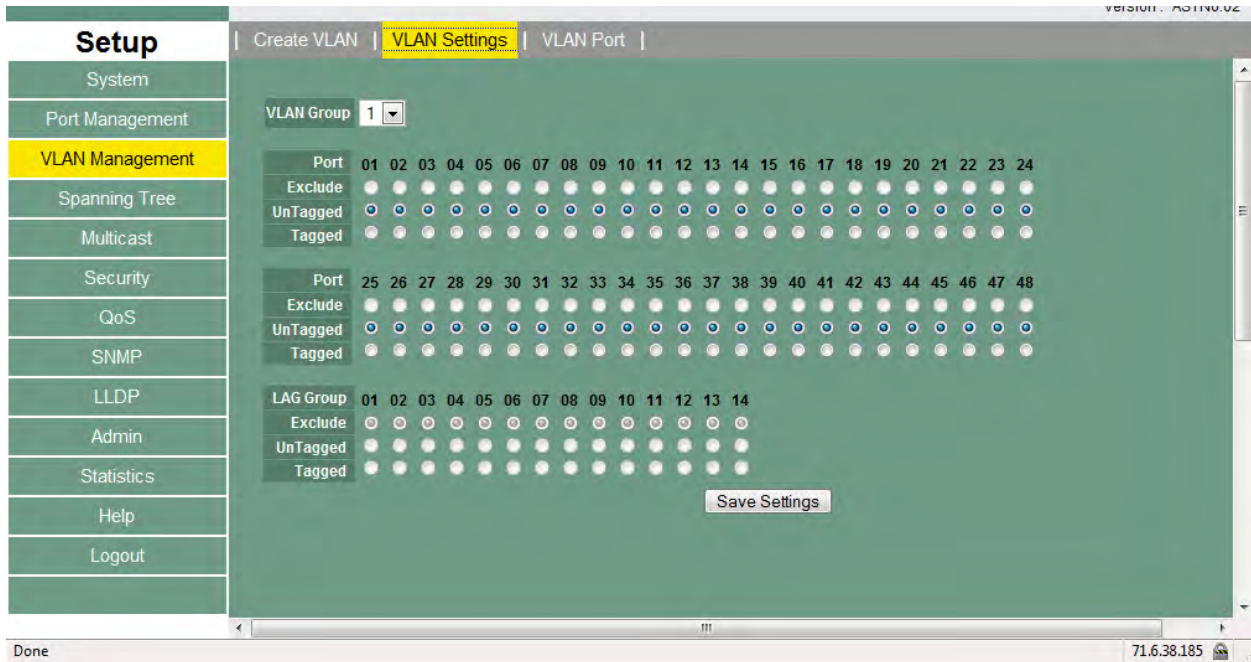 Setup
Create VLAN | VLAN Settings | VLAN Port |
System
Port Management
VLAN Management
Spanning Tree
Multicast
Security
QoS
SNMP
LLDP
Admin
Statistics
Help
Logout
VLAN Group 1
Port 01 02 03 04 05 06 07 08 09 10 11 12 13 14 15 16 17 18 19 20 21 22 23 24
Exclude
UnTagged
Tagged
Port 25 26 27 28 29 30 31 32 33 34 35 36 37 38 39 40 41 42 43 44 45 46 47 48
Exclude
UnTagged
Tagged
LAG Group 01 02 03 04 05 06 07 08 09 10 11 12 13 14
Exclude
UnTagged
Tagged
Save Settings
Done
71.6.38.185